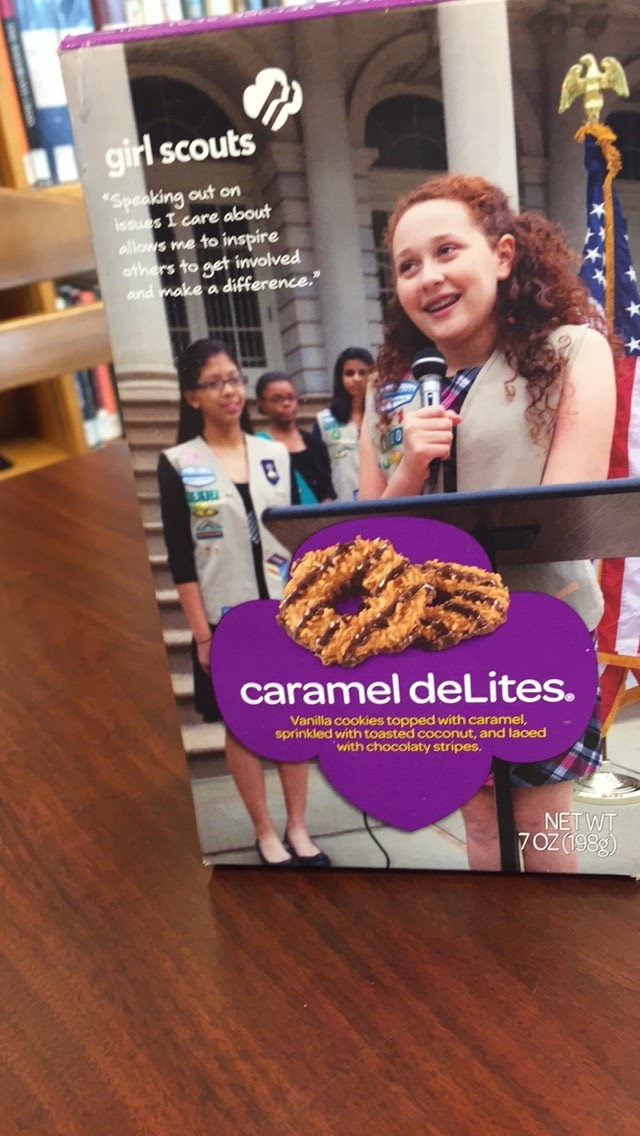 girl scouts
"Speaking out on
issues I care about
allows me to inspire
others to get involved
and make a difference."
caramel deLites®
Vanilla cookies topped with caramel,
sprinkled with toasted coconut, and laced
with chocolaty stripes.
NET WT
7 OZ (198g)